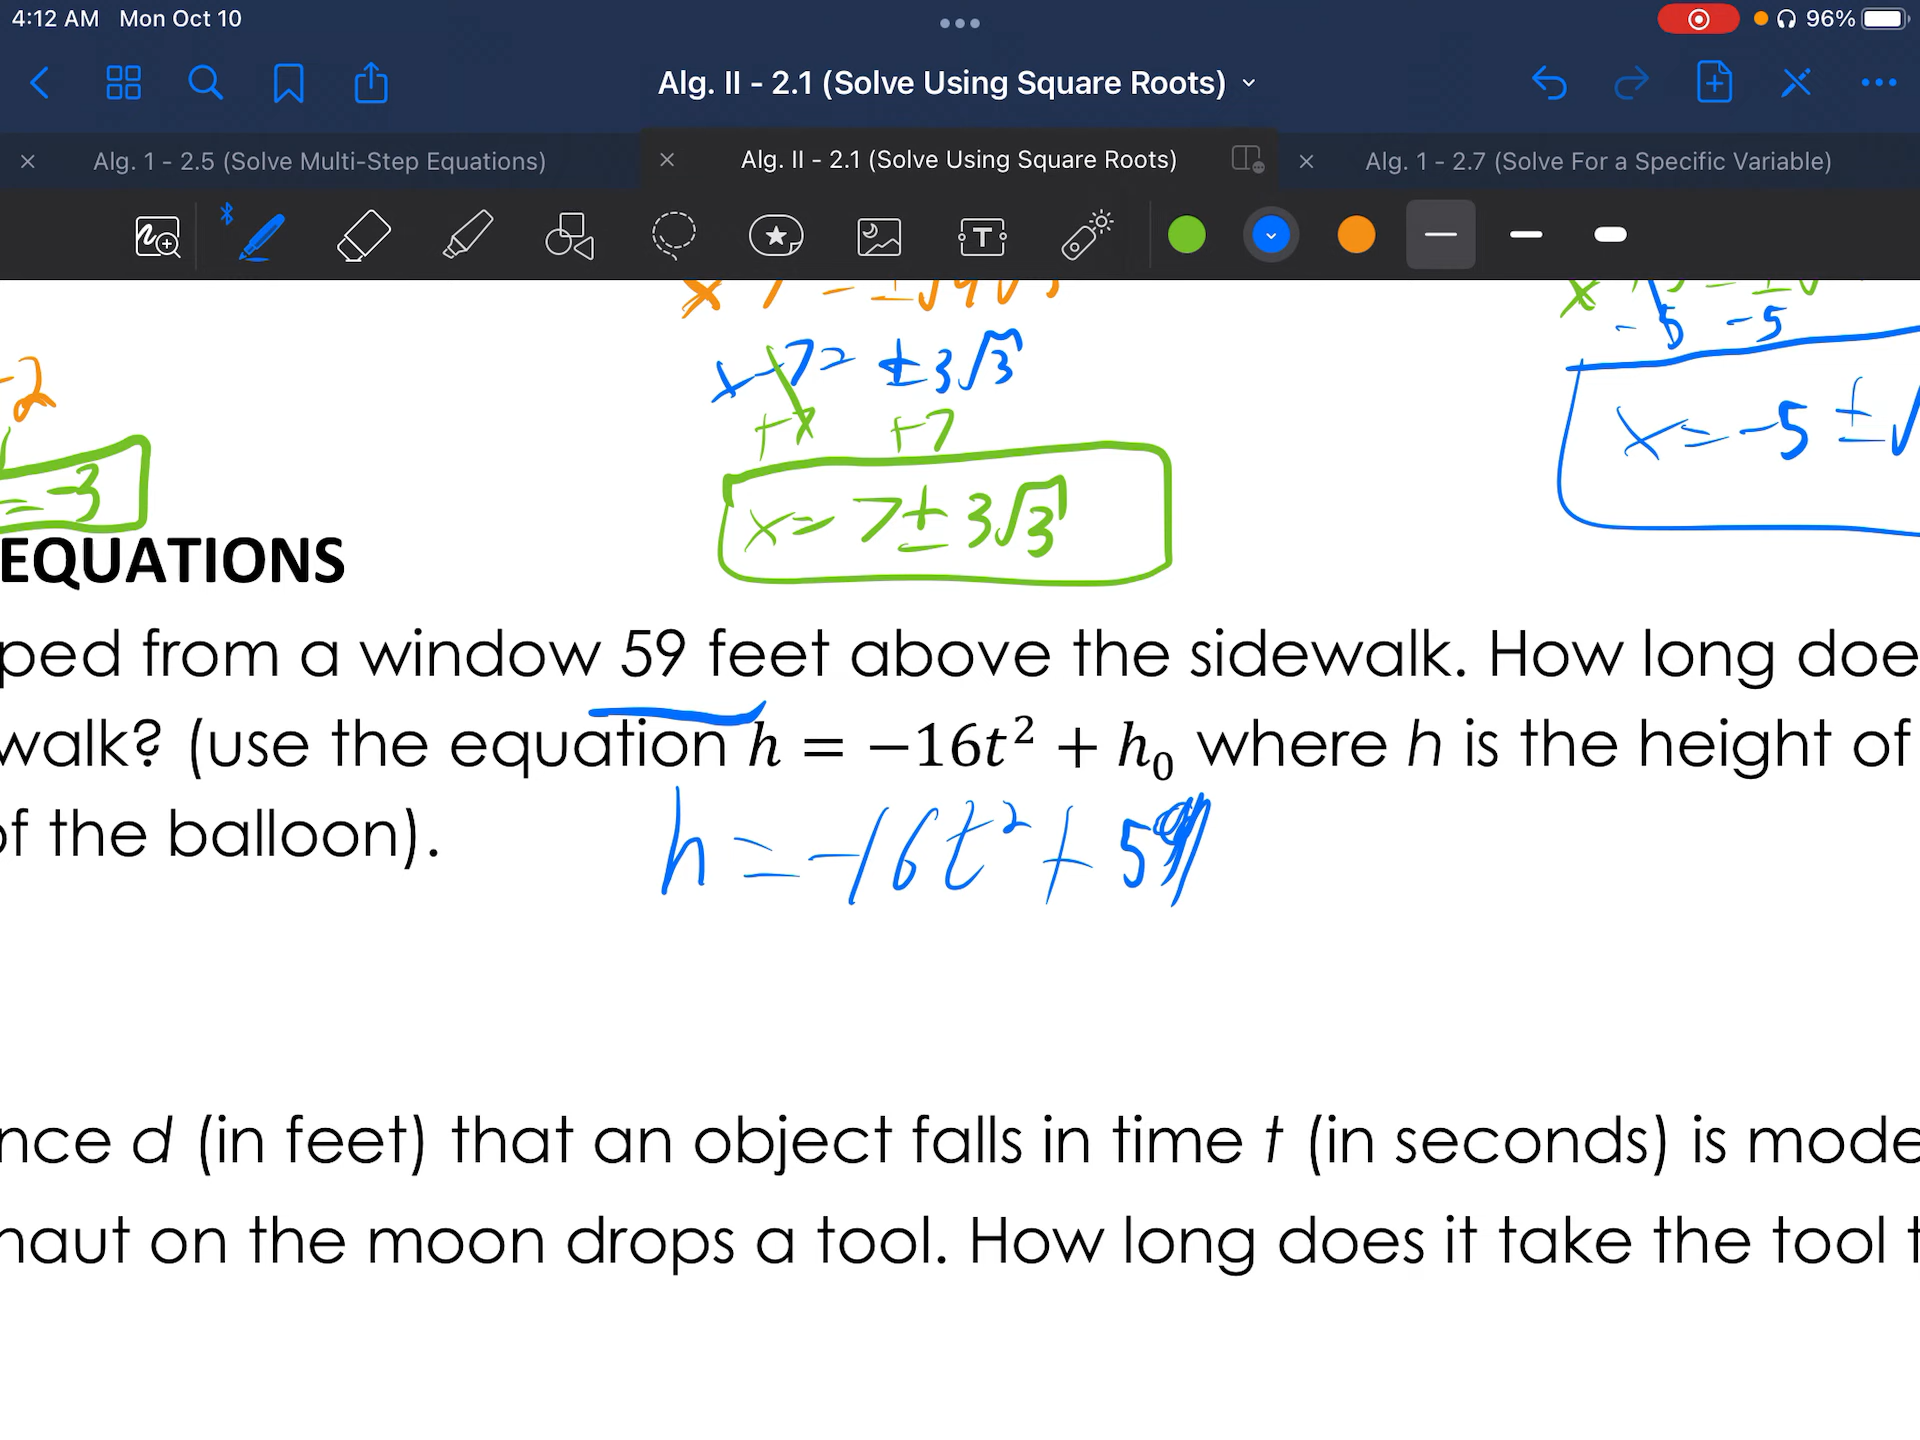 4:12 AM Mon Oct 10
96%
Alg. II - 2.1 (Solve Using Square Roots)
Alg. 1 - 2.5 (Solve Multi-Step Equations)
Alg. II - 2.1 (Solve Using Square Roots)
Alg. 1 - 2.7 (Solve For a Specific Variable)
-5 -5
-2
x-7= ±3√3
+7 +7
x=-5 ±√
=-3
x= 7±3√3
EQUATIONS
ped from a window 59 feet above the sidewalk. How long doe
walk? (use the equation h = −16t² + h₀ where h is the height of
of the balloon).
h=-16t²+59
nce d (in feet) that an object falls in time t (in seconds) is mode
naut on the moon drops a tool. How long does it take the tool t